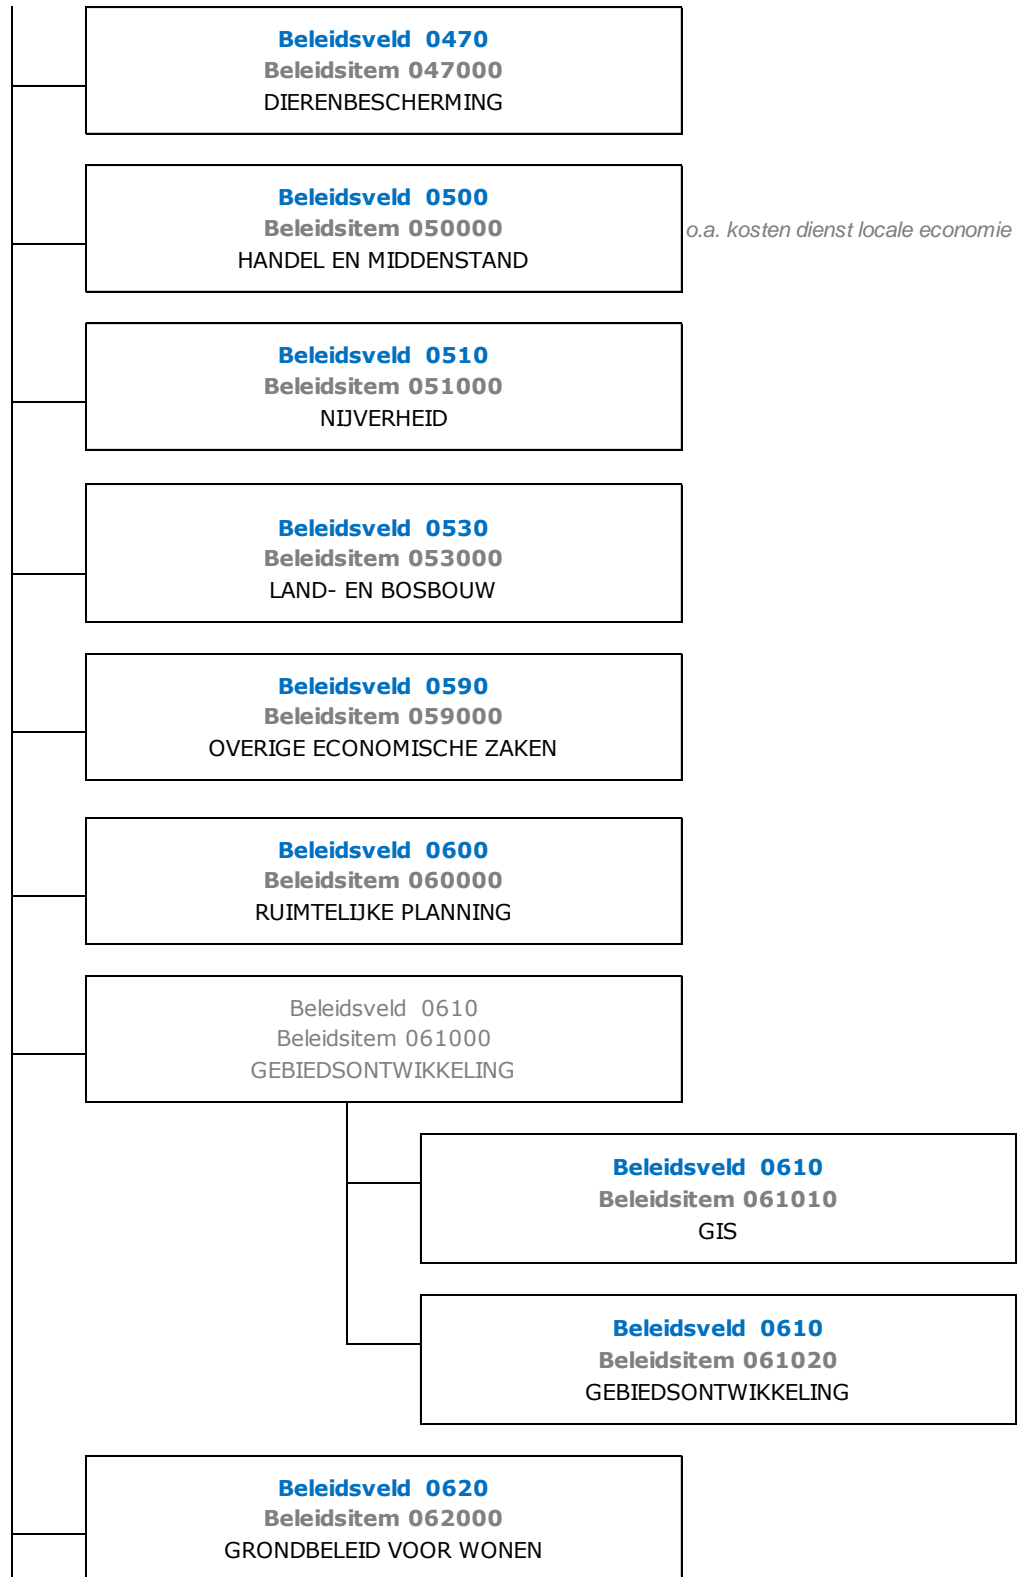 Beleidsveld  0470
Beleidsitem 047000
DIERENBESCHERMING
Beleidsveld  0500
Beleidsitem 050000
HANDEL EN MIDDENSTAND
o.a. kosten dienst locale economie
Beleidsveld  0510
Beleidsitem 051000
NIJVERHEID
Beleidsveld  0530
Beleidsitem 053000
LAND- EN BOSBOUW
Beleidsveld  0590
Beleidsitem 059000
OVERIGE ECONOMISCHE ZAKEN
Beleidsveld  0600
Beleidsitem 060000
RUIMTELIJKE PLANNING
Beleidsveld  0610
Beleidsitem 061000
GEBIEDSONTWIKKELING
Beleidsveld  0610
Beleidsitem 061010
GIS
Beleidsveld  0610
Beleidsitem 061020
GEBIEDSONTWIKKELING
Beleidsveld  0620
Beleidsitem 062000
GRONDBELEID VOOR WONEN